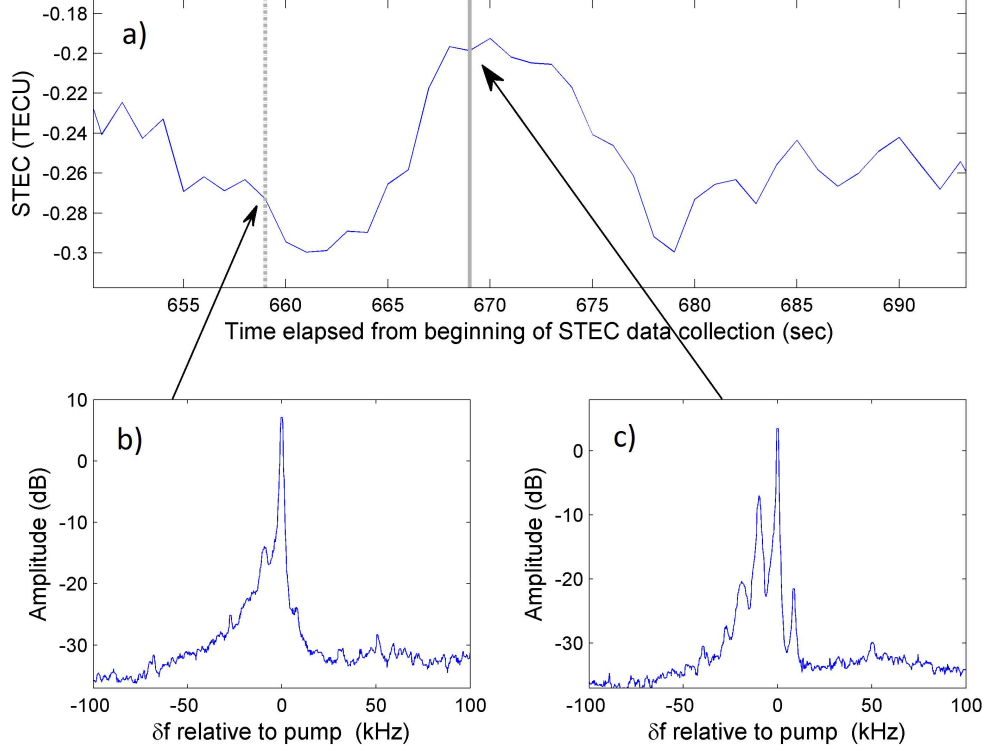 a)
STEC (TECU)
-0.18
-0.2
-0.22
-0.24
-0.26
-0.28
-0.3
655 660 665 670 675 680 685 690
Time elapsed from beginning of STEC data collection (sec)
b)
Amplitude (dB)
10
0
-10
-20
-30
-100 -50 0 50 100
δf relative to pump (kHz)
c)
Amplitude (dB)
0
-10
-20
-30
-100 -50 0 50 100
δf relative to pump (kHz)